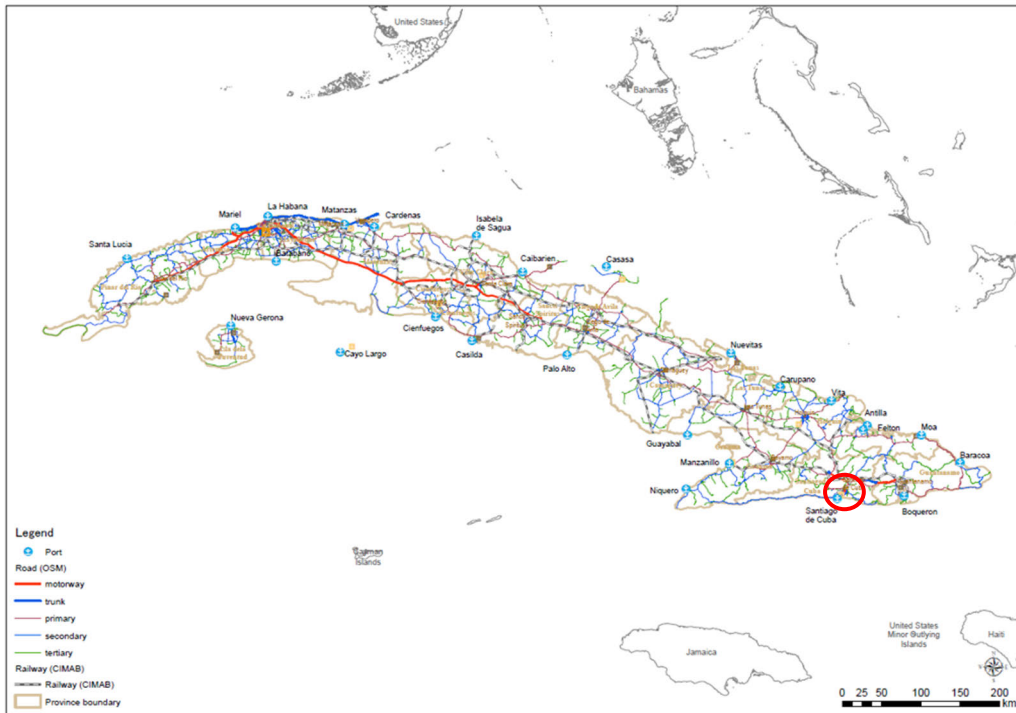 United States
Bahamas
La Habana
Mariel
Matanzas
Cardenas
Isabela
de Sagua
Santa Lucia
Batabano
Caibarien
Casasa
Nueva Gerona
Cienfuegos
Cayo Largo
Casilda
Palo Alto
Nuevitas
Carupano
Vita
Antilla
Felton
Moa
Guayabal
Manzanillo
Baracoa
Niquero
Santiago
de Cuba
Boqueron
Cayman
Islands
Jamaica
United States
Minor Outlying
Islands
Haiti
Legend
Port
Road (OSM)
motorway
trunk
primary
secondary
tertiary
Railway (CIMAB)
Railway (CIMAB)
Province boundary
0 25 50 100 150 200
km